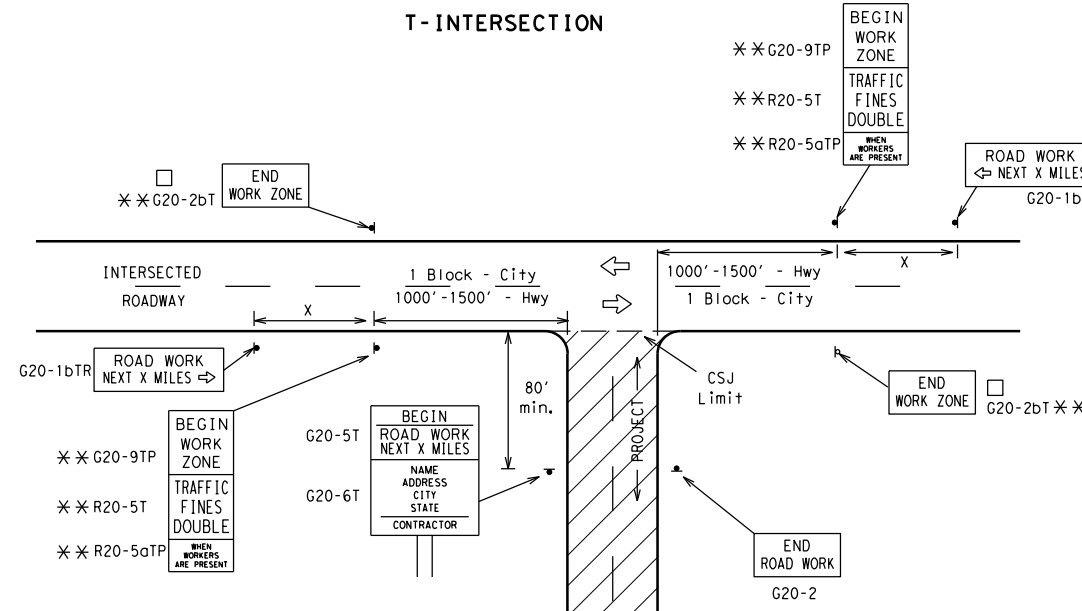 T-INTERSECTION
BEGIN
WORK
ZONE
TRAFFIC
FINES
DOUBLE
WHEN
WORKERS
ARE PRESENT
**G20-9TP
**R20-5T
**R20-5aTP
ROAD WORK
⇦ NEXT X MILES
G20-1b
□
**G20-2bT
END
WORK ZONE
INTERSECTED
ROADWAY
X
1 Block - City
1000'-1500' - Hwy
1000'-1500' - Hwy
1 Block - City
X
G20-1bTR
ROAD WORK
NEXT X MILES ⇨
80'
min.
CSJ
Limit
PROJECT
END
WORK ZONE
□
G20-2bT **
**G20-9TP
**R20-5T
**R20-5aTP
BEGIN
WORK
ZONE
TRAFFIC
FINES
DOUBLE
WHEN
WORKERS
ARE PRESENT
G20-5T
G20-6T
BEGIN
ROAD WORK
NEXT X MILES
NAME
ADDRESS
CITY
STATE
CONTRACTOR
END
ROAD WORK
G20-2